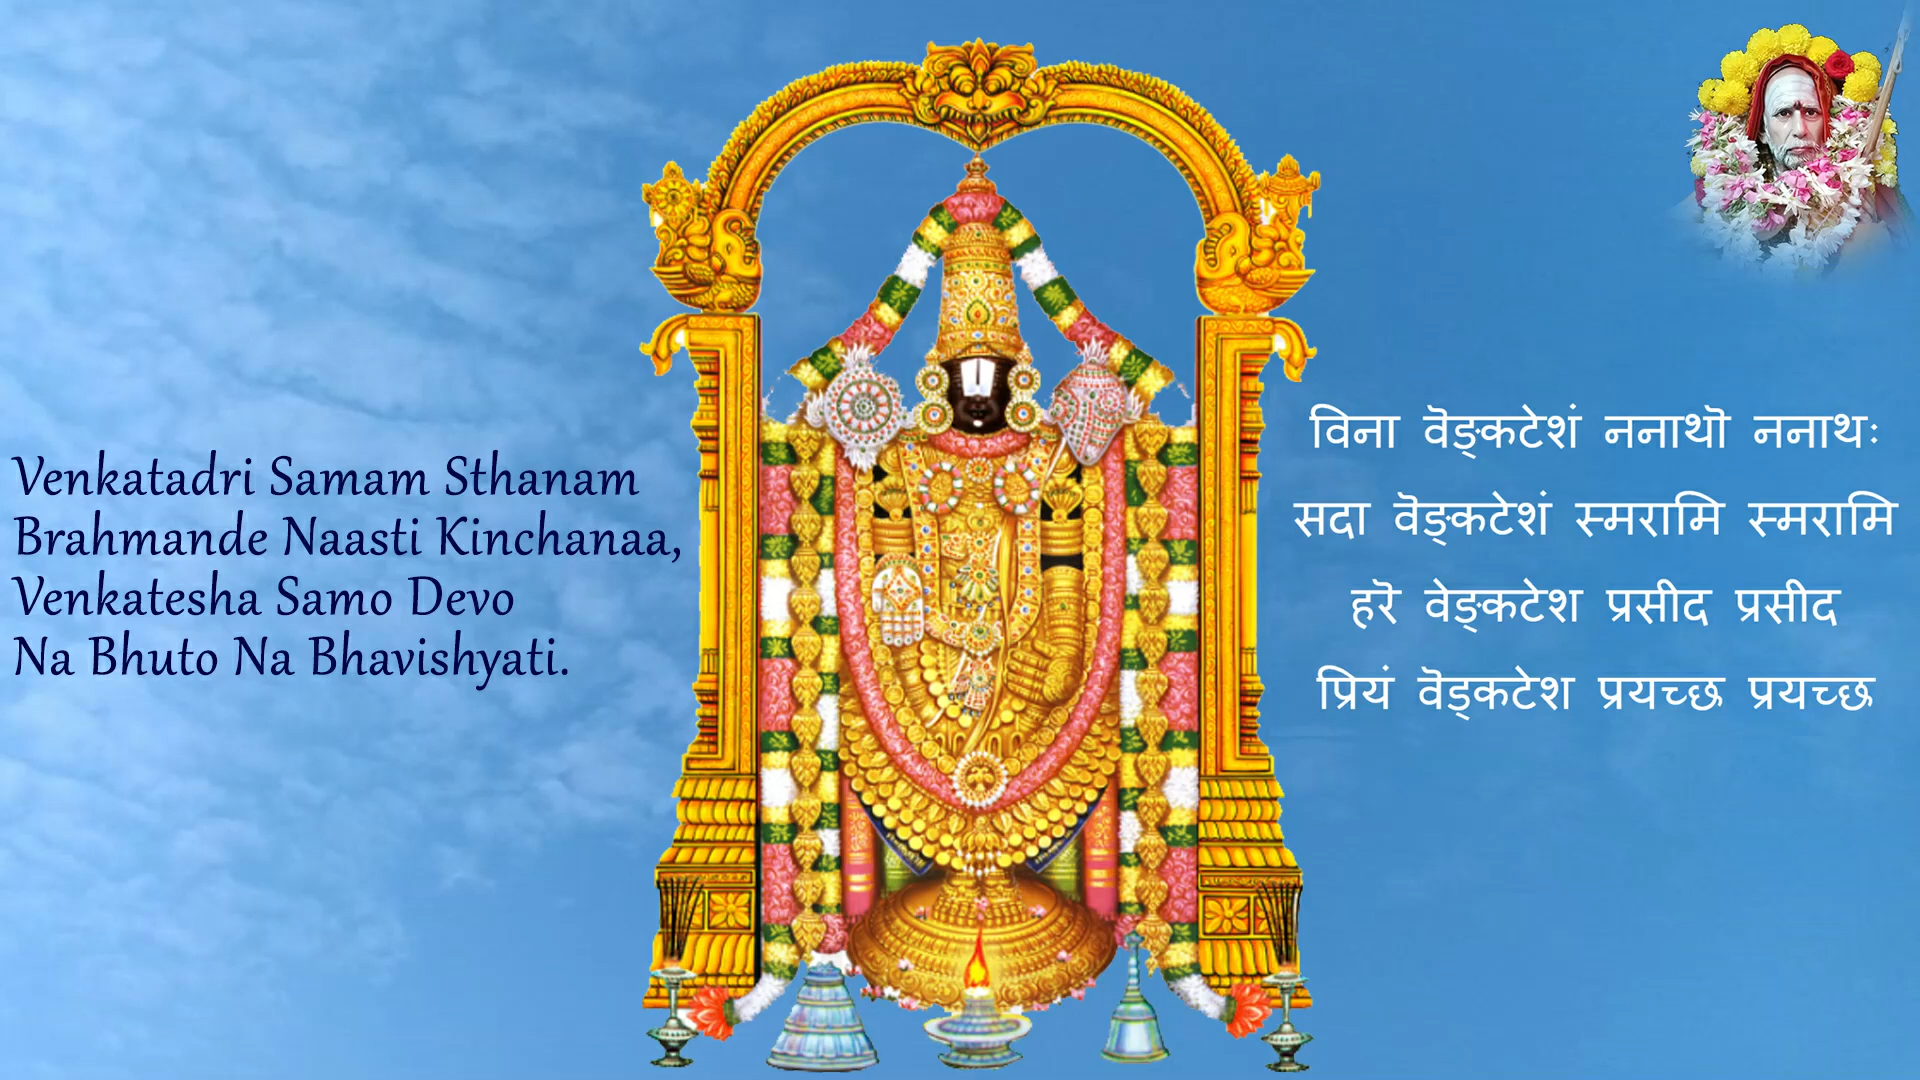 Venkatadri Samam Sthanam
Brahmande Naasti Kinchanaa,
Venkatesha Samo Devo
Na Bhuto Na Bhavishyati.
विना वॆङ्कटेशं ननाथॊ ननाथः
सदा वॆङ्कटेशं स्मरामि स्मरामि
हरॆ वेङ्कटेश प्रसीद प्रसीद
प्रियं वॆङ्कटेश प्रयच्छ प्रयच्छ